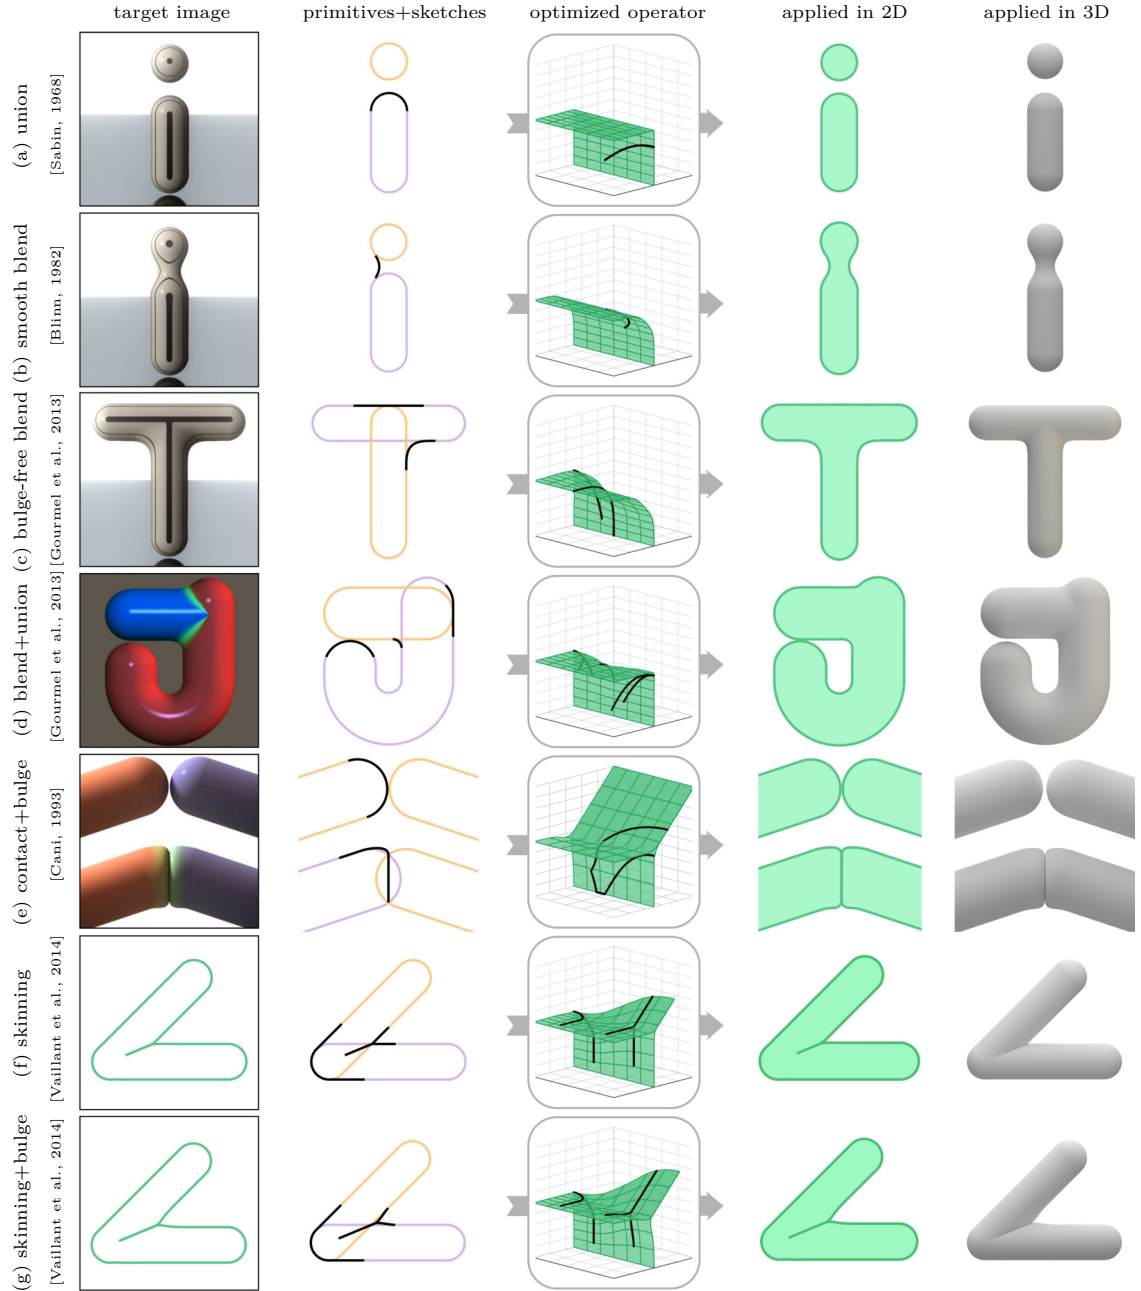 target image
primitives+sketches
optimized operator
applied in 2D
applied in 3D
(a) union
[Sabin, 1968]
(b) smooth blend
[Blinn, 1982]
(c) bulge-free blend
[Gourmel et al., 2013]
(d) blend+union
[Gourmel et al., 2013]
(e) contact+bulge
[Cani, 1993]
(f) skinning
[Vaillant et al., 2014]
(g) skinning+bulge
[Vaillant et al., 2014]